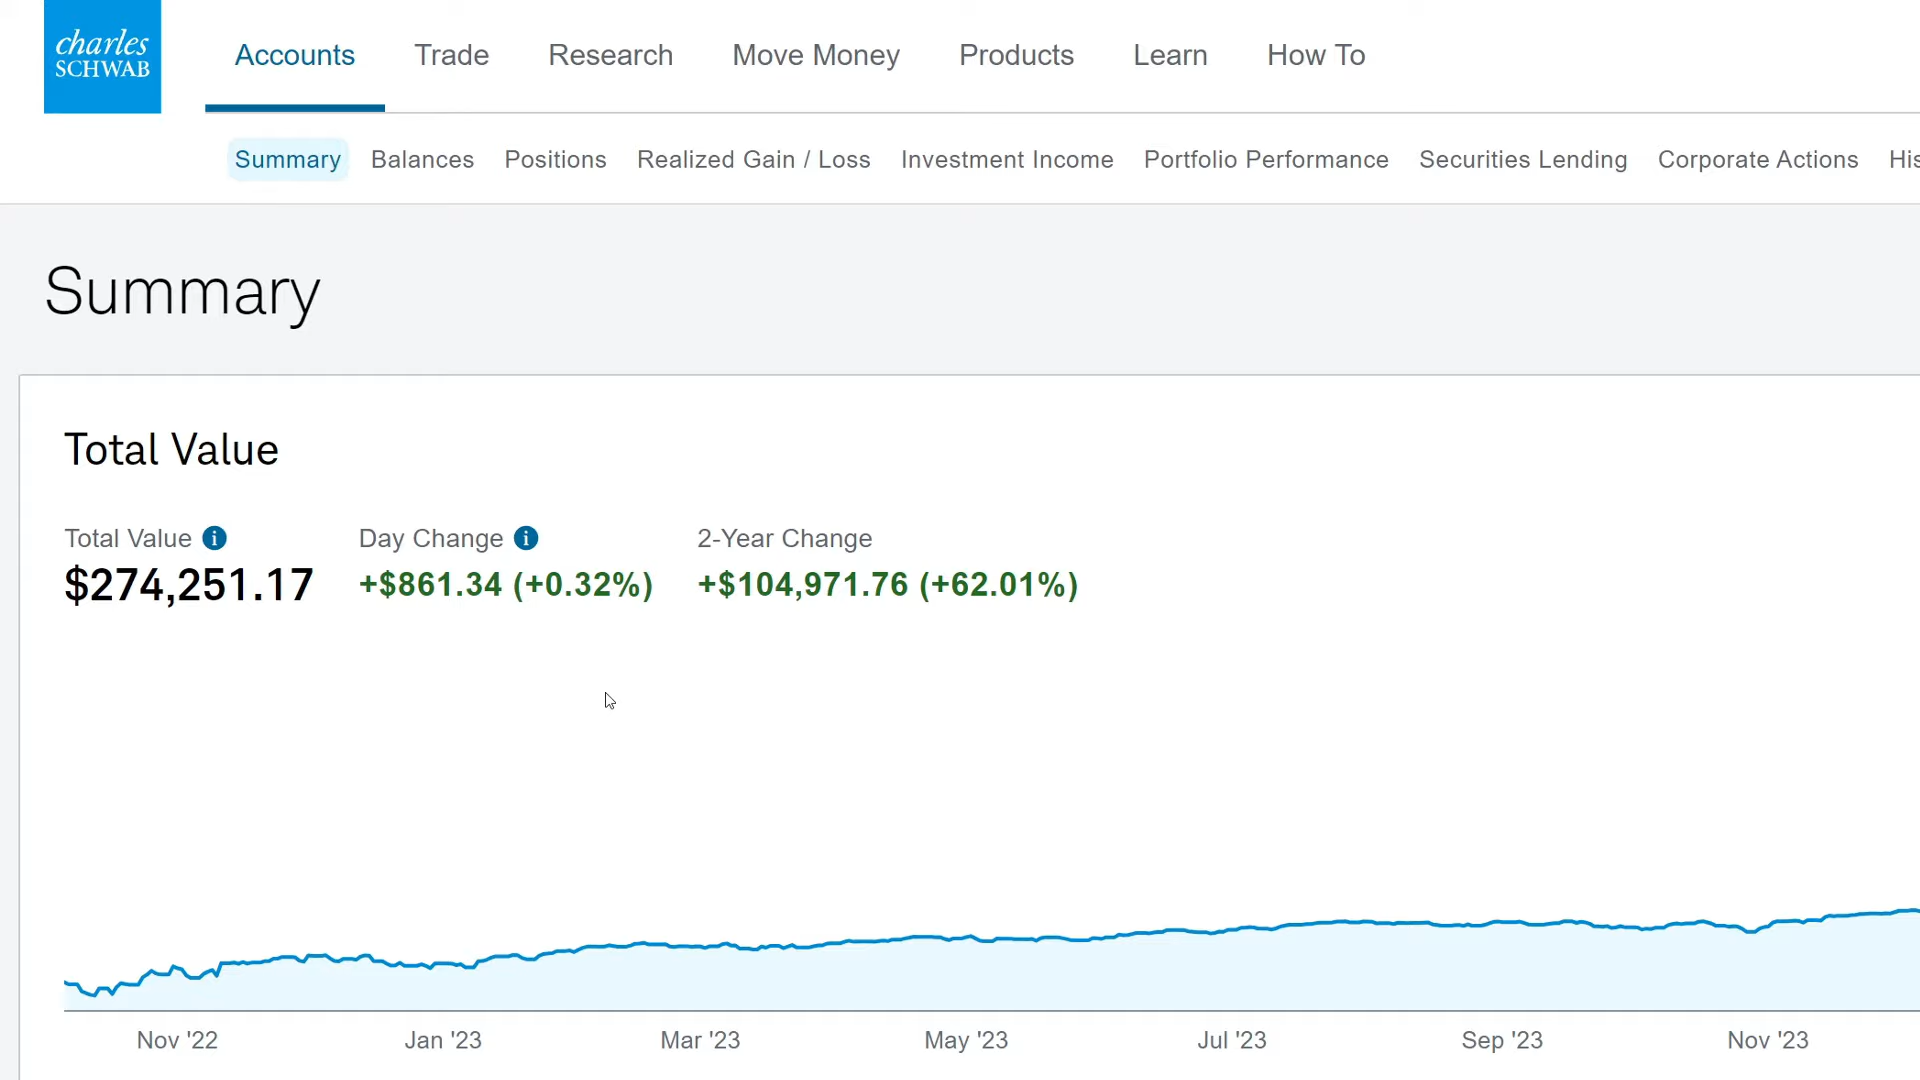 charles
SCHWAB
Accounts Trade Research Move Money Products Learn How To
Summary Balances Positions Realized Gain / Loss Investment Income Portfolio Performance Securities Lending Corporate Actions His
Summary
Total Value
Total Value i Day Change i 2-Year Change
$274,251.17 +$861.34 (+0.32%) +$104,971.76 (+62.01%)
Nov '22 Jan '23 Mar '23 May '23 Jul '23 Sep '23 Nov '23